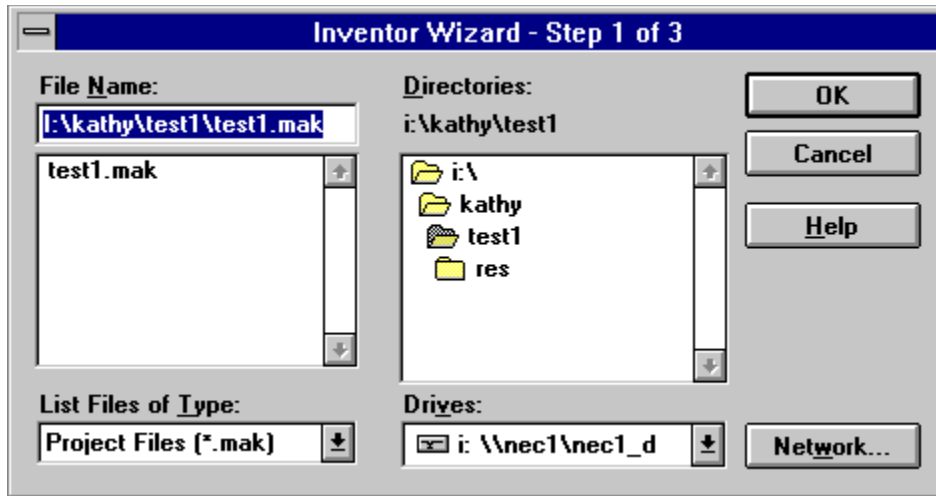 Inventor Wizard - Step 1 of 3
File Name:
I:\kathy\test1\test1.mak
test1.mak
List Files of Type:
Project Files (*.mak)
Directories:
i:\kathy\test1
i:\
kathy
test1
res
Drives:
i: \\nec1\nec1_d
OK
Cancel
Help
Network...